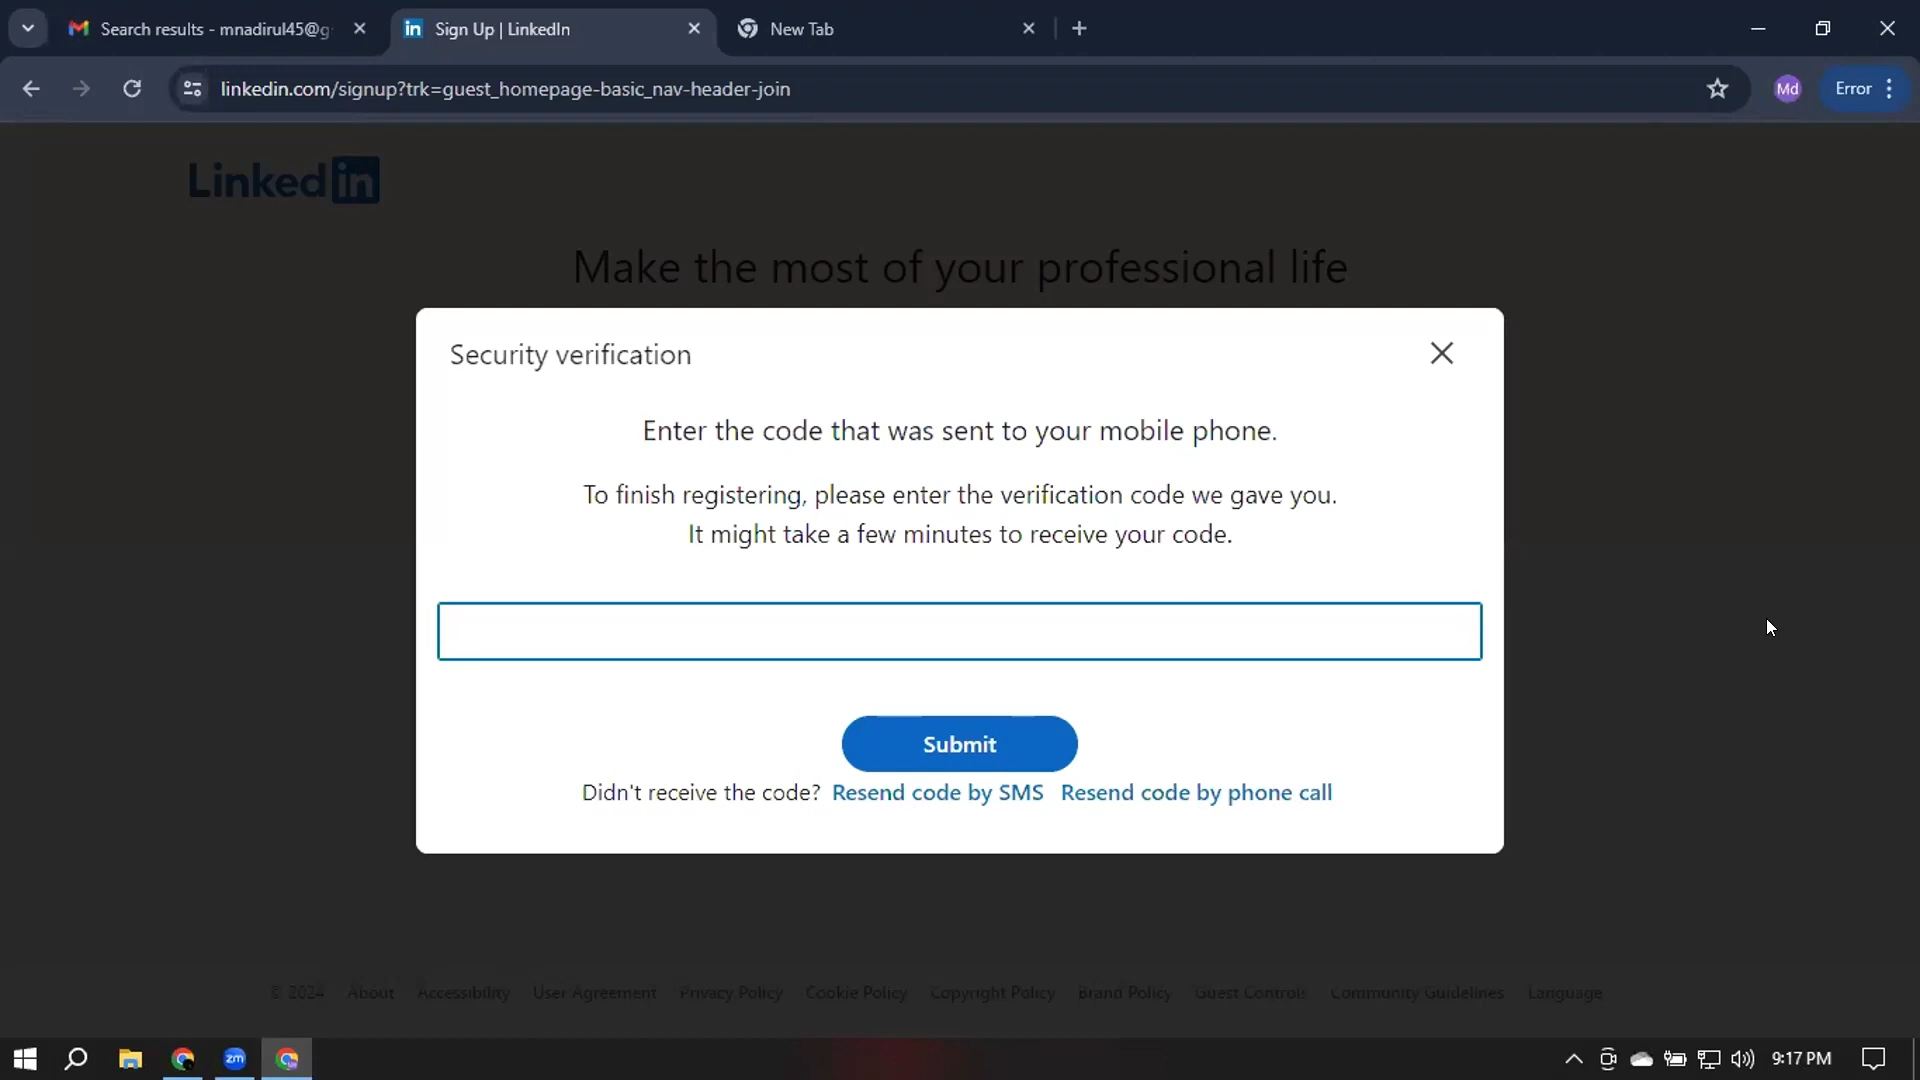 Search results - mnadirul45@g
Sign Up | LinkedIn
New Tab
linkedin.com/signup?trk=guest_homepage-basic_nav-header-join
Md
Error
Linkedin
Make the most of your professional life
Security verification
Enter the code that was sent to your mobile phone.
To finish registering, please enter the verification code we gave you.
It might take a few minutes to receive your code.
Submit
Didn't receive the code? Resend code by SMS Resend code by phone call
© 2024 About Accessibility User Agreement Privacy Policy Cookie Policy Copyright Policy Brand Policy Guest Controls Community Guidelines Language
zm
9:17 PM